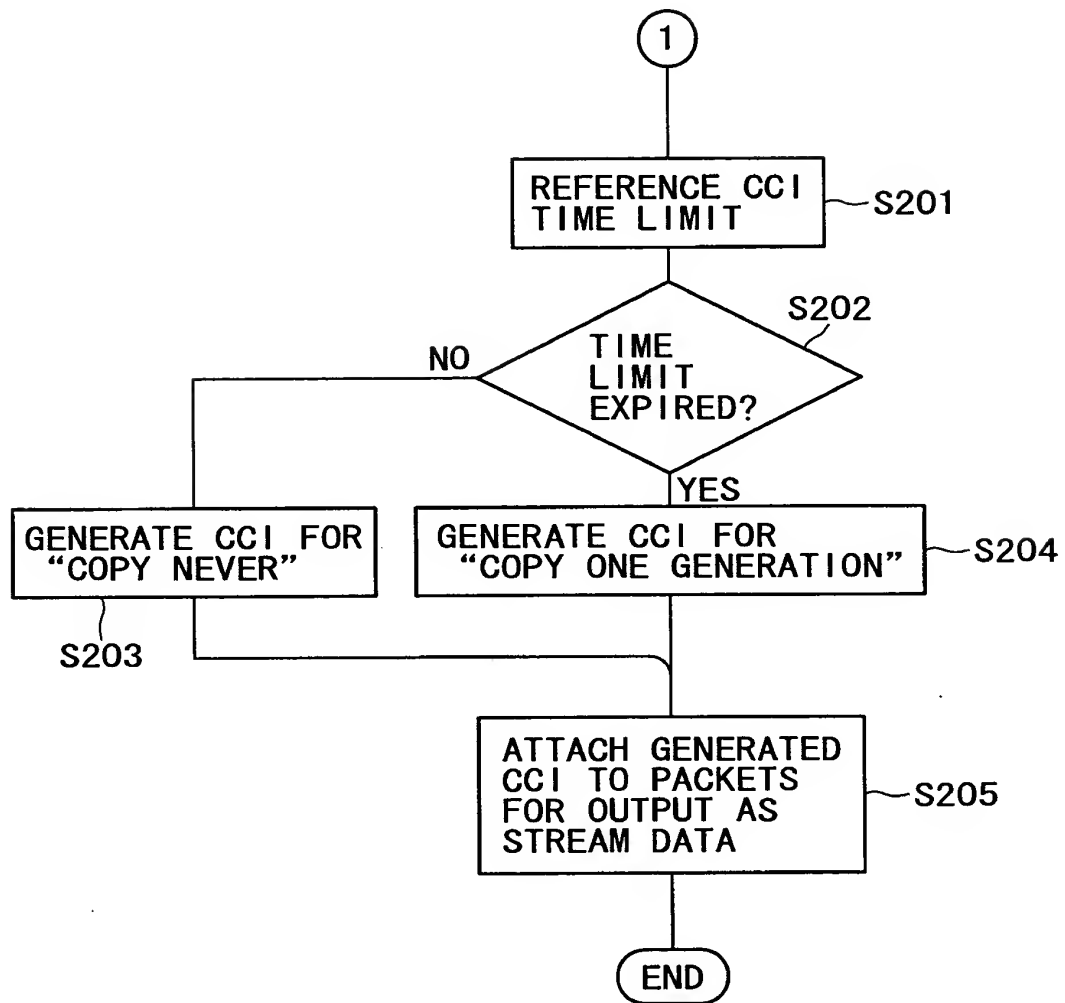 1
REFERENCE CCI
TIME LIMIT
S201
S202
TIME
LIMIT
EXPIRED?
NO
YES
GENERATE CCI FOR
“COPY NEVER”
S203
GENERATE CCI FOR
“COPY ONE GENERATION”
S204
ATTACH GENERATED
CCI TO PACKETS
FOR OUTPUT AS
STREAM DATA
S205
END